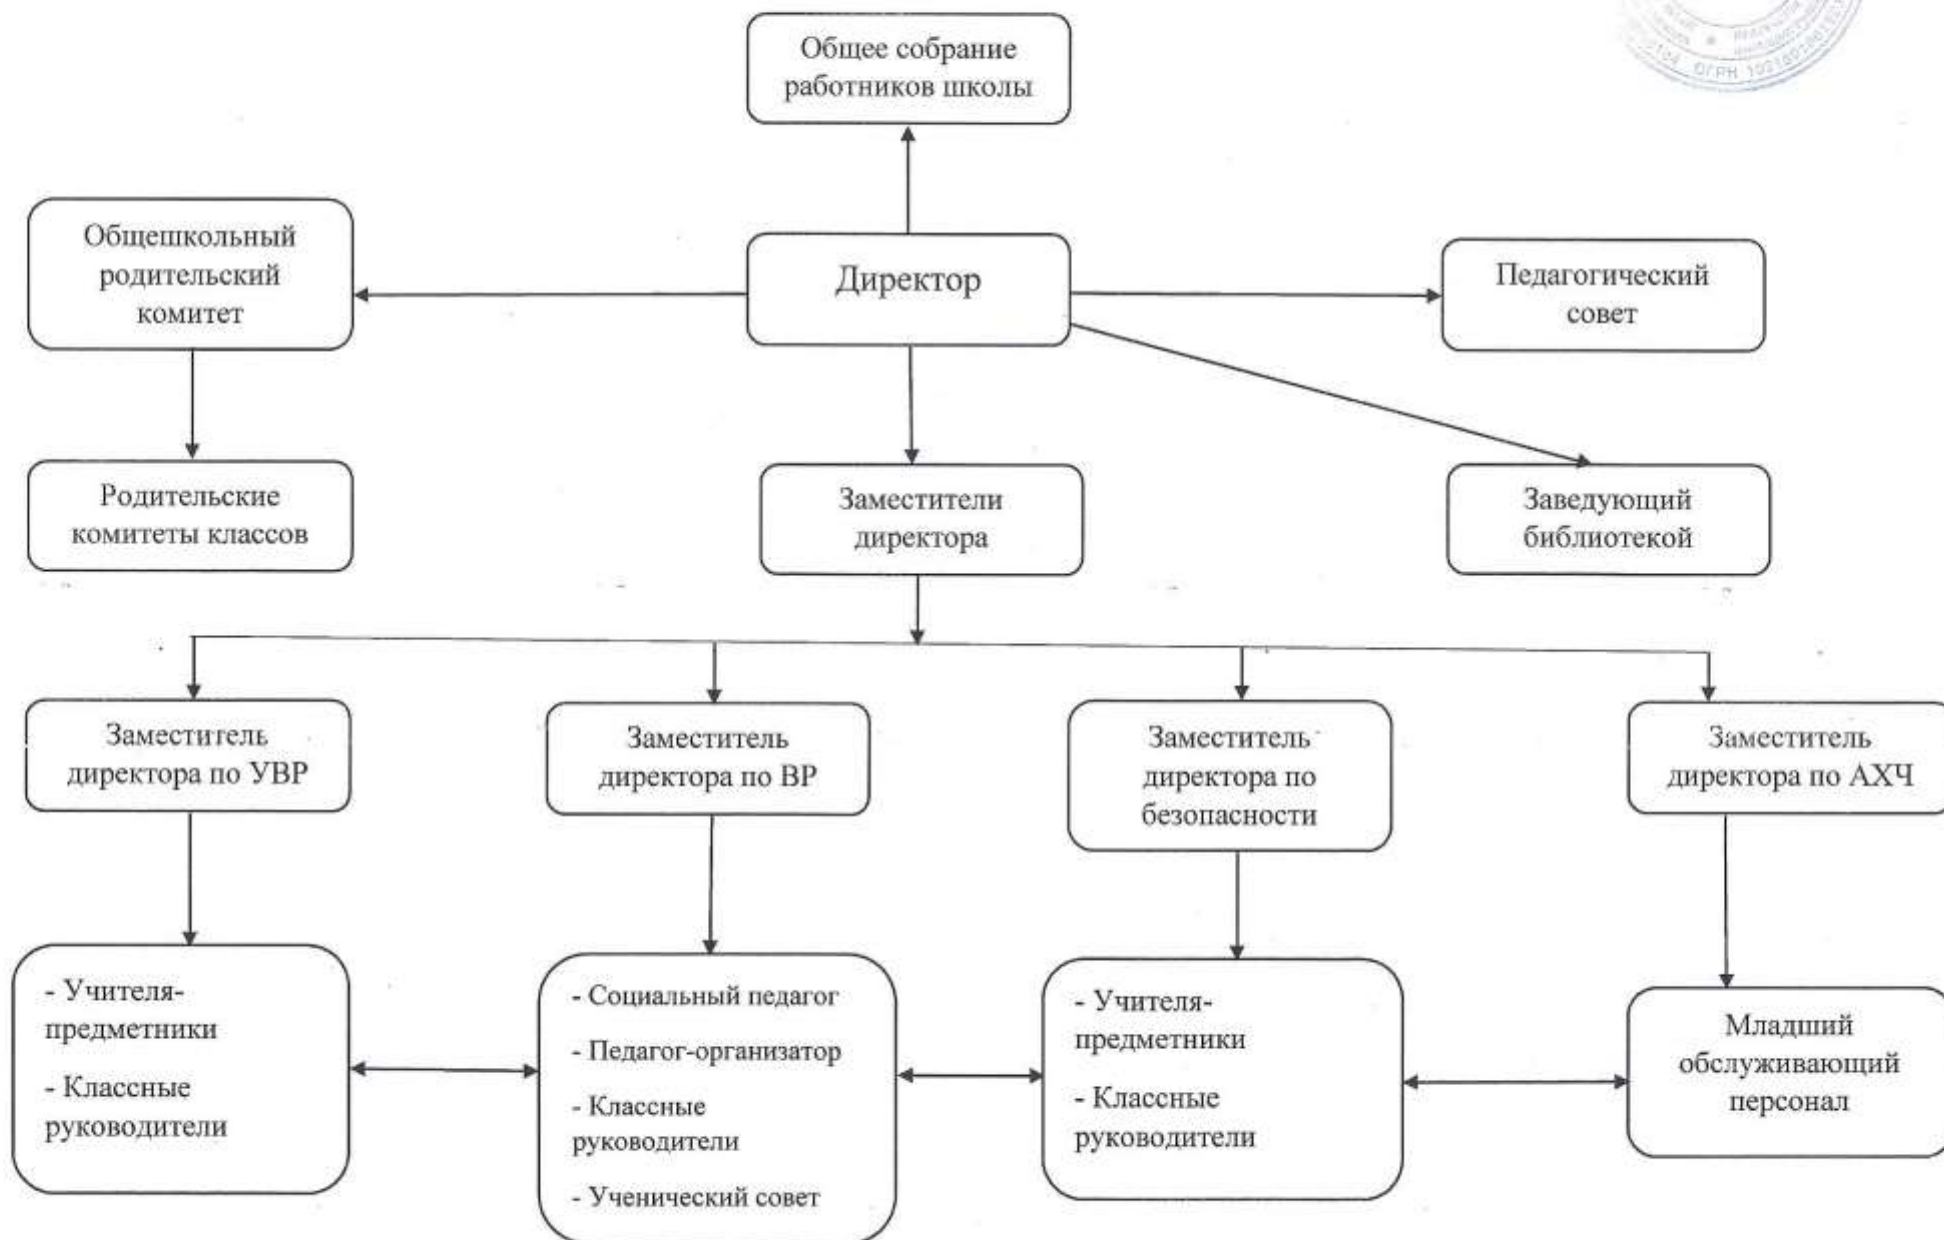 Общее собрание
работников школы
Общешкольный
родительский
комитет
Директор
Педагогический
совет
Родительские
комитеты классов
Заместители
директора
Заведующий
библиотекой
Заместитель
директора по УВР
Заместитель
директора по ВР
Заместитель
директора по
безопасности
Заместитель
директора по АХЧ
- Учителя-
предметники
- Классные
руководители
- Социальный педагог
- Педагог-организатор
- Классные
руководители
- Ученический совет
- Учителя-
предметники
- Классные
руководители
Младший
обслуживающий
персонал
ОГРН